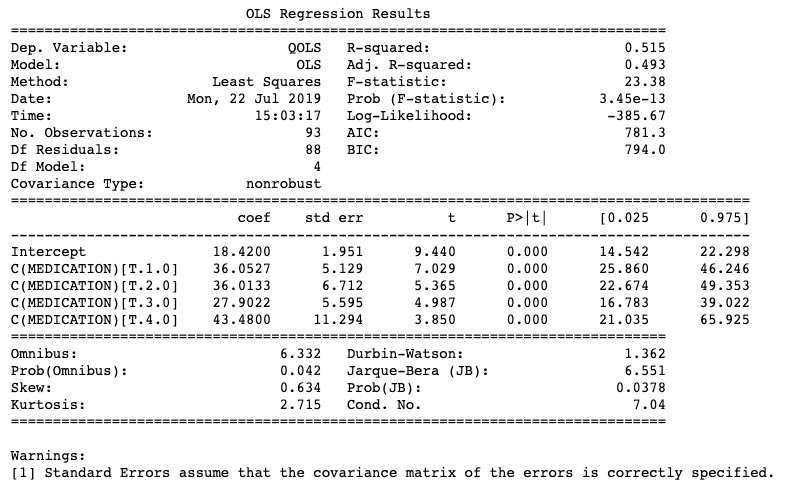 OLS Regression Results
==============================================================================
Dep. Variable:                   QOLS   R-squared:                       0.515
Model:                            OLS   Adj. R-squared:                  0.493
Method:                 Least Squares   F-statistic:                     23.38
Date:                Mon, 22 Jul 2019   Prob (F-statistic):           3.45e-13
Time:                        15:03:17   Log-Likelihood:                -385.67
No. Observations:                  93   AIC:                             781.3
Df Residuals:                      88   BIC:                             794.0
Df Model:                           4
Covariance Type:            nonrobust
========================================================================================
                           coef    std err          t      P>|t|      [0.025      0.975]
----------------------------------------------------------------------------------------
Intercept               18.4200      1.951      9.440      0.000      14.542      22.298
C(MEDICATION)[T.1.0]    36.0527      5.129      7.029      0.000      25.860      46.246
C(MEDICATION)[T.2.0]    36.0133      6.712      5.365      0.000      22.674      49.353
C(MEDICATION)[T.3.0]    27.9022      5.595      4.987      0.000      16.783      39.022
C(MEDICATION)[T.4.0]    43.4800     11.294      3.850      0.000      21.035      65.925
==============================================================================
Omnibus:                        6.332   Durbin-Watson:                   1.362
Prob(Omnibus):                  0.042   Jarque-Bera (JB):                6.551
Skew:                           0.634   Prob(JB):                       0.0378
Kurtosis:                       2.715   Cond. No.                         7.04
==============================================================================
Warnings:
[1] Standard Errors assume that the covariance matrix of the errors is correctly specified.